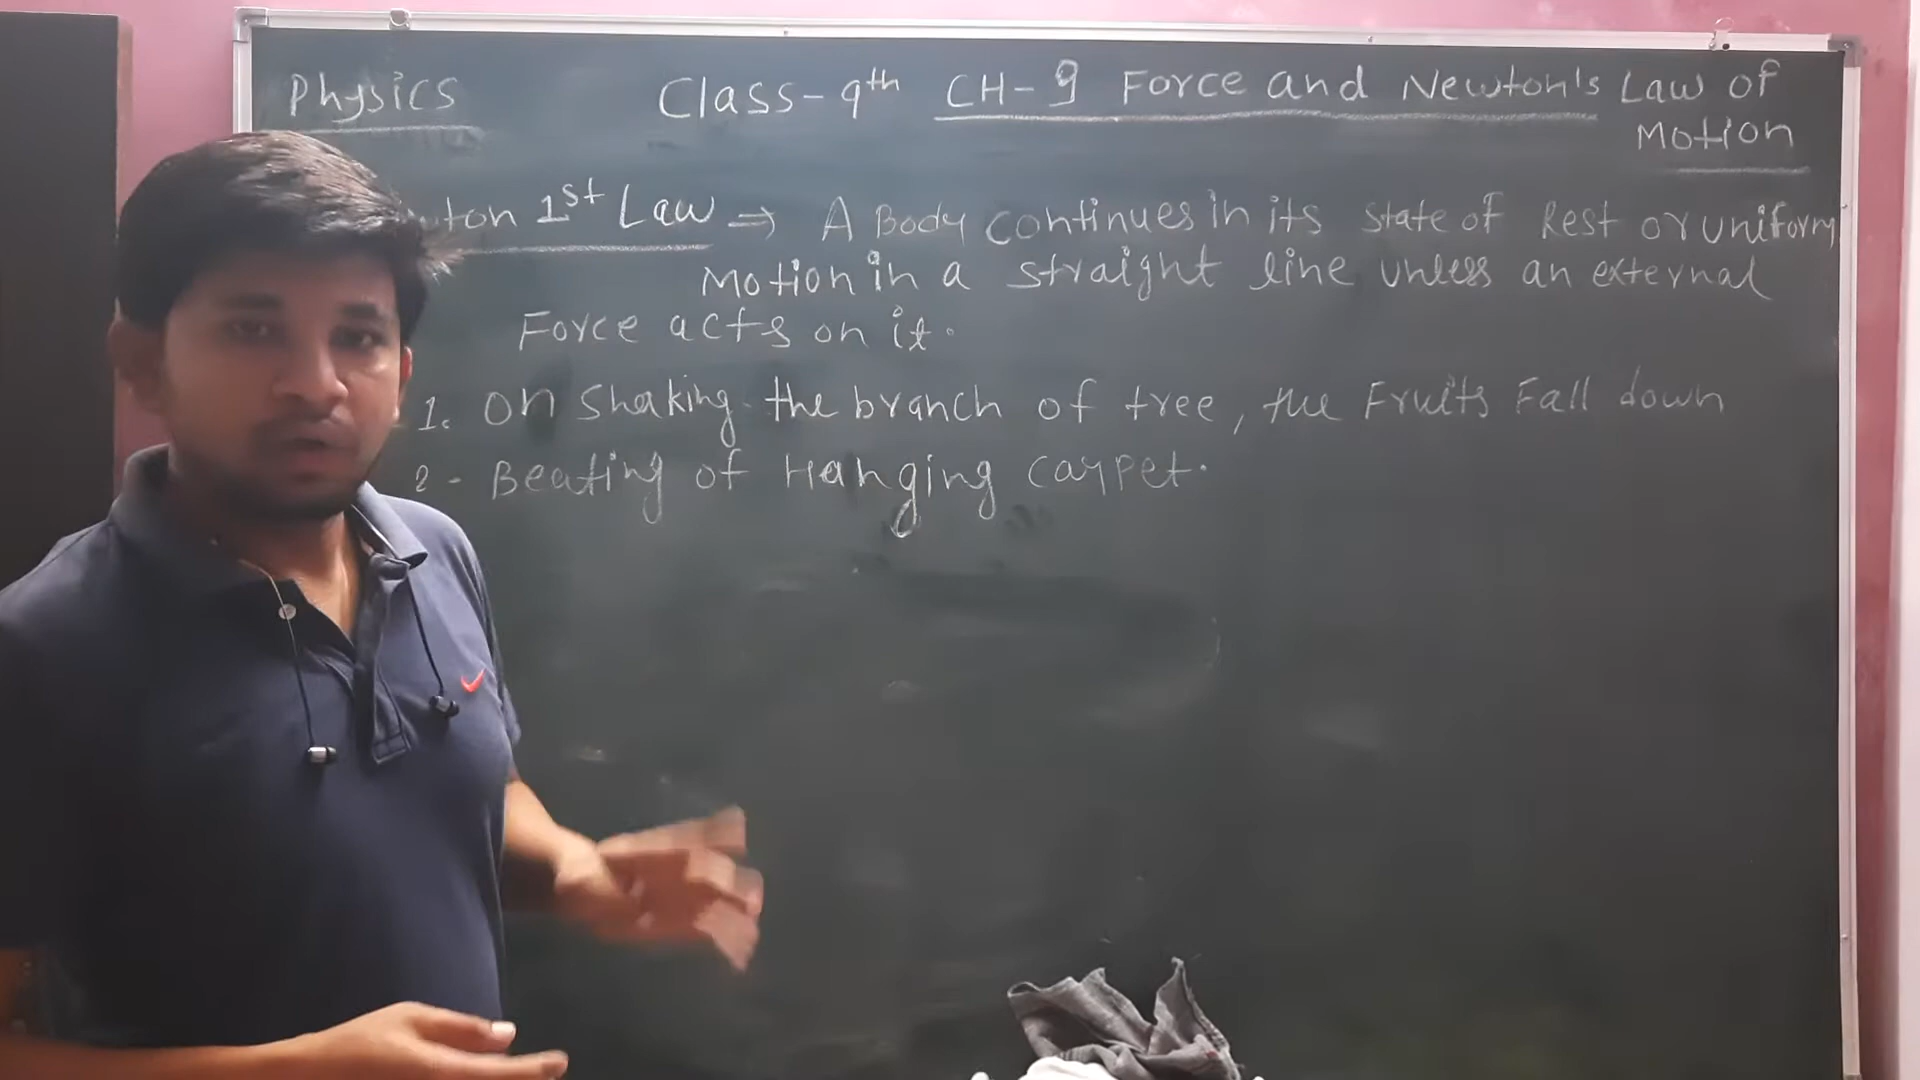 Physics Class-9th CH-9 Force and Newton's Law of
Motion
ton 1st Law ⇒ A Body continues in its state of Rest or uniform
Motion in a straight line unless an external
Force acts on it.
1. On Shaking the branch of tree, the Fruits Fall down
2 - Beating of Hanging carpet.